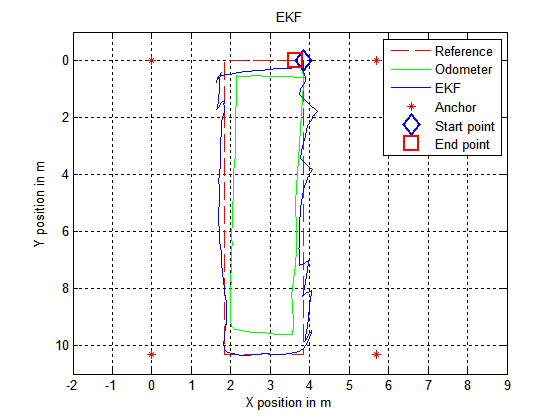 EKF
Reference
Odometer
EKF
Anchor
Start point
End point
0
2
4
6
8
10
Y position in m
-2 -1 0 1 2 3 4 5 6 7 8 9
X position in m